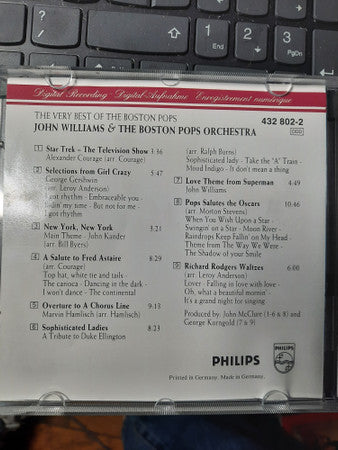 Digital Recording Digital-Aufnahme Enregistrement numérique
THE VERY BEST OF THE BOSTON POPS
432 802-2
JOHN WILLIAMS & THE BOSTON POPS ORCHESTRA
DDD
1 Star Trek – The Television Show 3:36
Alexander Courage (arr. Courage)
2 Selections from Girl Crazy 5:47
George Gershwin
(arr. Leroy Anderson)
I got rhythm - Embraceable you -
Bidin' my time - But not for me -
I got rhythm
3 New York, New York 3:21
Main Theme - John Kander
(arr. Bill Byers)
4 A Salute to Fred Astaire 8:29
(arr. Courage)
Top hat, white tie and tails -
The carioca - Dancing in the dark -
I won't dance - The continental
5 Overture to A Chorus Line 9:13
Marvin Hamlisch (arr. Hamlisch)
6 Sophisticated Ladies 8:23
A Tribute to Duke Ellington
(arr. Ralph Burns)
Sophisticated lady - Take the 'A' Train -
Mood Indigo - It don't mean a thing
7 Love Theme from Superman 4:49
John Williams
8 Pops Salutes the Oscars 10:46
(arr. Morton Stevens)
When You Wish Upon a Star -
Swingin' on a Star - Moon River -
Raindrops Keep Falling on My Head -
Theme from The Way We Were -
The Shadow of your Smile
9 Richard Rodgers Waltzes 6:00
(arr. Leroy Anderson)
Lover - Falling in love with love -
Oh, what a beautiful mornin' -
It's a grand night for singing
Produced by: John McClure (1-6 & 8) and
George Korngold (7 & 9)
PHILIPS
PHILIPS
Printed in Germany. Made in Germany.